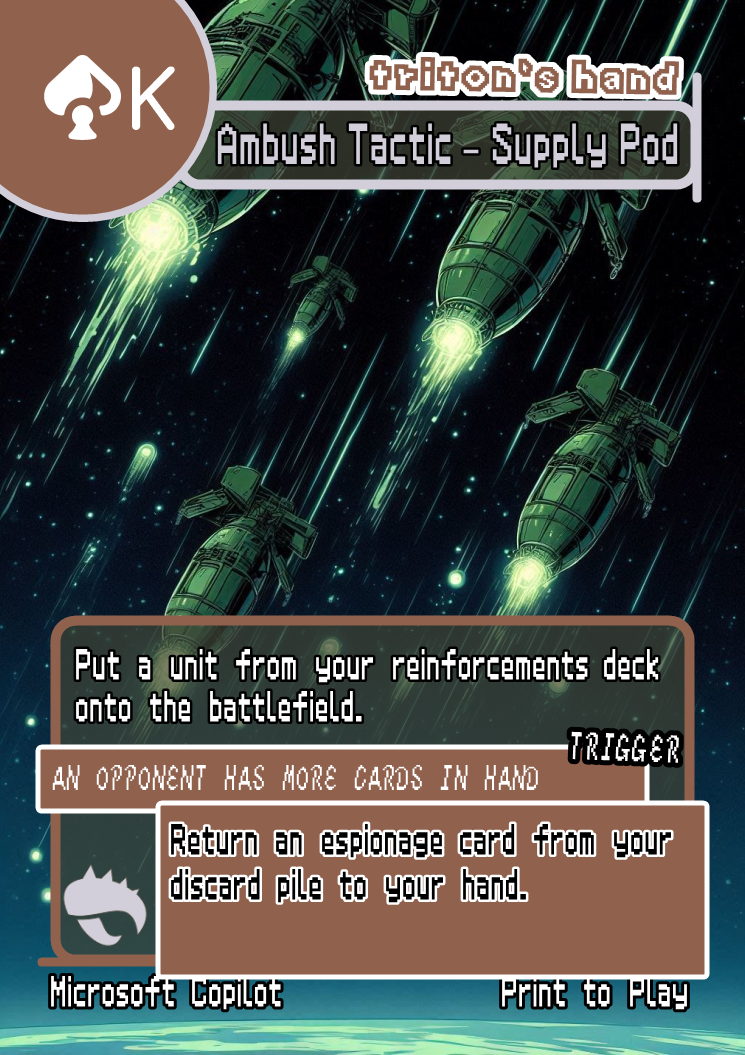 K
triton's hand
Ambush Tactic – Supply Pod
Put a unit from your reinforcements deck
onto the battlefield.
TRIGGER
AN OPPONENT HAS MORE CARDS IN HAND
Return an espionage card from your
discard pile to your hand.
Microsoft Copilot
Print to Play